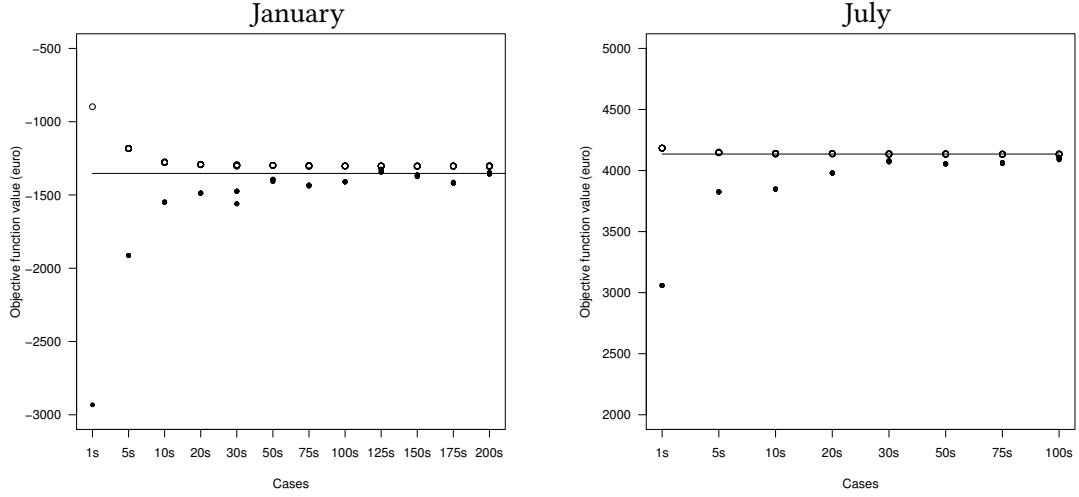 January
Objective function value (euro)
−500
−1000
−1500
−2000
−2500
−3000
1s 5s 10s 20s 30s 50s 75s 100s 125s 150s 175s 200s
Cases
July
Objective function value (euro)
5000
4500
4000
3500
3000
2500
2000
1s 5s 10s 20s 30s 50s 75s 100s
Cases